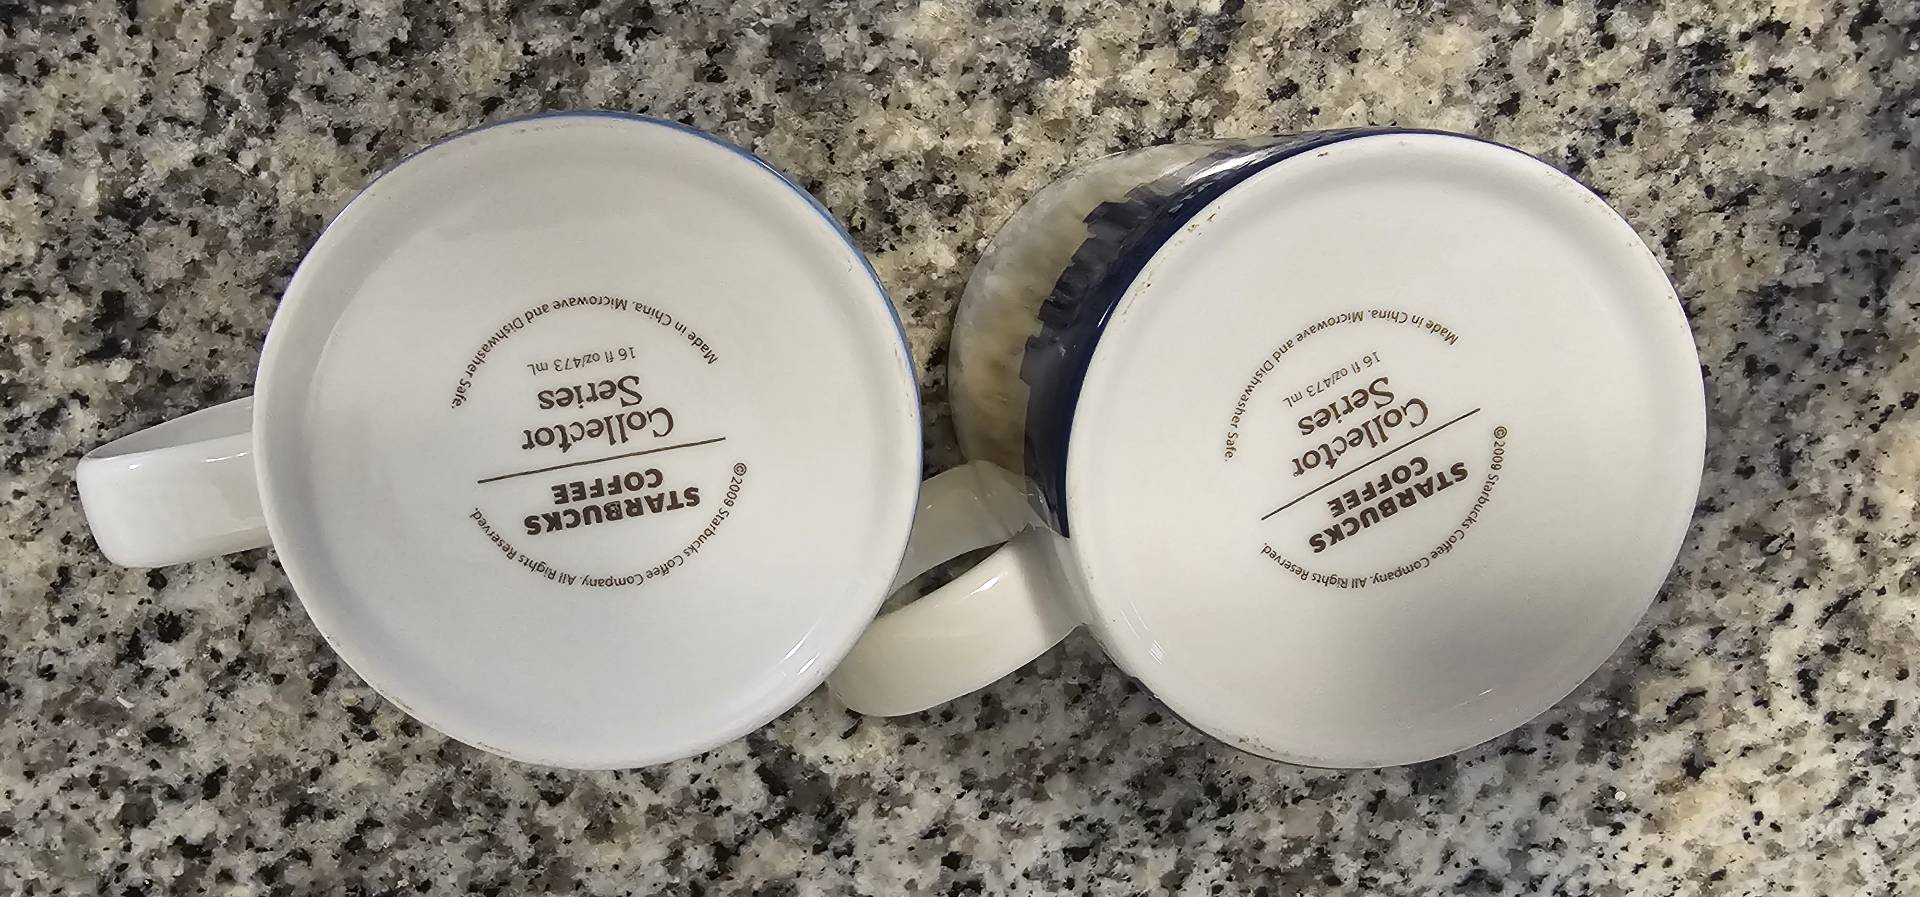 ©2009 Starbucks Coffee Company. All Rights Reserved.
STARBUCKS
COFFEE
Collector
Series
16 fl oz/473 mL
Made in China. Microwave and Dishwasher Safe.
©2009 Starbucks Coffee Company. All Rights Reserved.
STARBUCKS
COFFEE
Collector
Series
16 fl oz/473 mL
Made in China. Microwave and Dishwasher Safe.